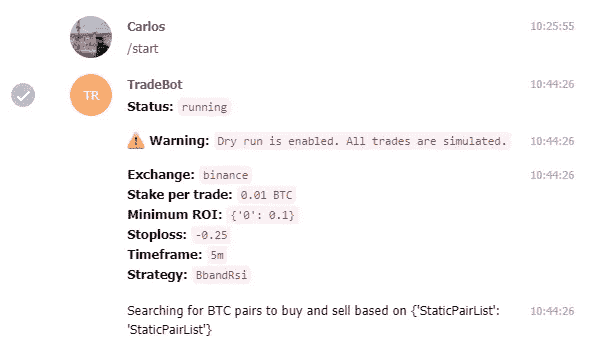 Carlos 10:25:55
/start
TR TradeBot 10:44:26
Status: running
Warning: Dry run is enabled. All trades are simulated. 10:44:26
Exchange: binance 10:44:26
Stake per trade: 0.01 BTC
Minimum ROI: {'0': 0.1}
Stoploss: -0.25
Timeframe: 5m
Strategy: BbandRsi
Searching for BTC pairs to buy and sell based on {'StaticPairList': 10:44:26
'StaticPairList'}